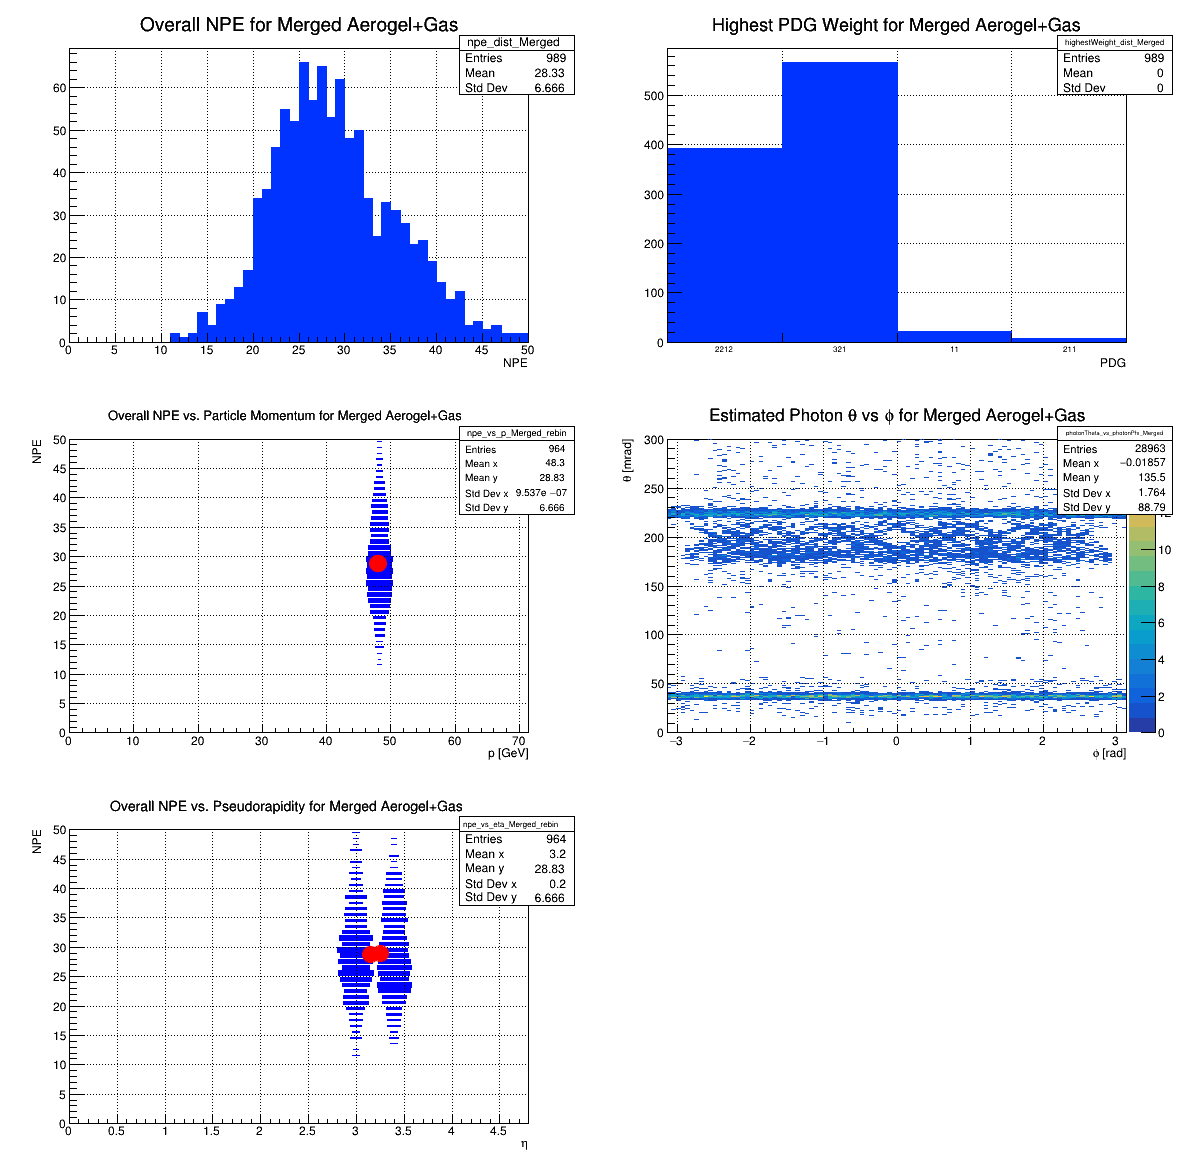 Overall NPE for Merged Aerogel+Gas
npe_dist_Merged
Entries 989
Mean 28.33
Std Dev 6.666
60
50
40
30
20
10
0
0 5 10 15 20 25 30 35 40 45 50
NPE
Highest PDG Weight for Merged Aerogel+Gas
highestWeight_dist_Merged
Entries 989
Mean 0
Std Dev 0
500
400
300
200
100
0
2212 321 11 211
PDG
Overall NPE vs. Particle Momentum for Merged Aerogel+Gas
NPE
npe_vs_p_Merged_rebin
Entries 964
Mean x 48.3
Mean y 28.83
Std Dev x 9.537e −07
Std Dev y 6.666
50
45
40
35
30
25
20
15
10
5
0
0 10 20 30 40 50 60 70
p [GeV]
Estimated Photon θ vs ϕ for Merged Aerogel+Gas
θ [mrad]
photonTheta_vs_photonPhi_Merged
Entries 28963
Mean x −0.01857
Mean y 135.5
Std Dev x 1.764
Std Dev y 88.79
300
250
200
150
100
50
0
−3 −2 −1 0 1 2 3
ϕ [rad]
12
10
8
6
4
2
0
Overall NPE vs. Pseudorapidity for Merged Aerogel+Gas
NPE
npe_vs_eta_Merged_rebin
Entries 964
Mean x 3.2
Mean y 28.83
Std Dev x 0.2
Std Dev y 6.666
50
45
40
35
30
25
20
15
10
5
0
0 0.5 1 1.5 2 2.5 3 3.5 4 4.5
η